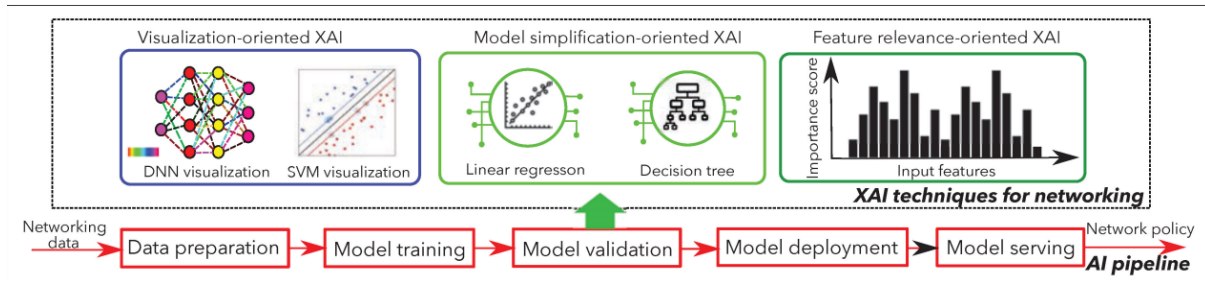 Visualization-oriented XAI
Model simplification-oriented XAI
Feature relevance-oriented XAI
DNN visualization
SVM visualization
Linear regresson
Decision tree
Importance score
Input features
XAI techniques for networking
Networking
data
Data preparation
Model training
Model validation
Model deployment
Model serving
Network policy
AI pipeline